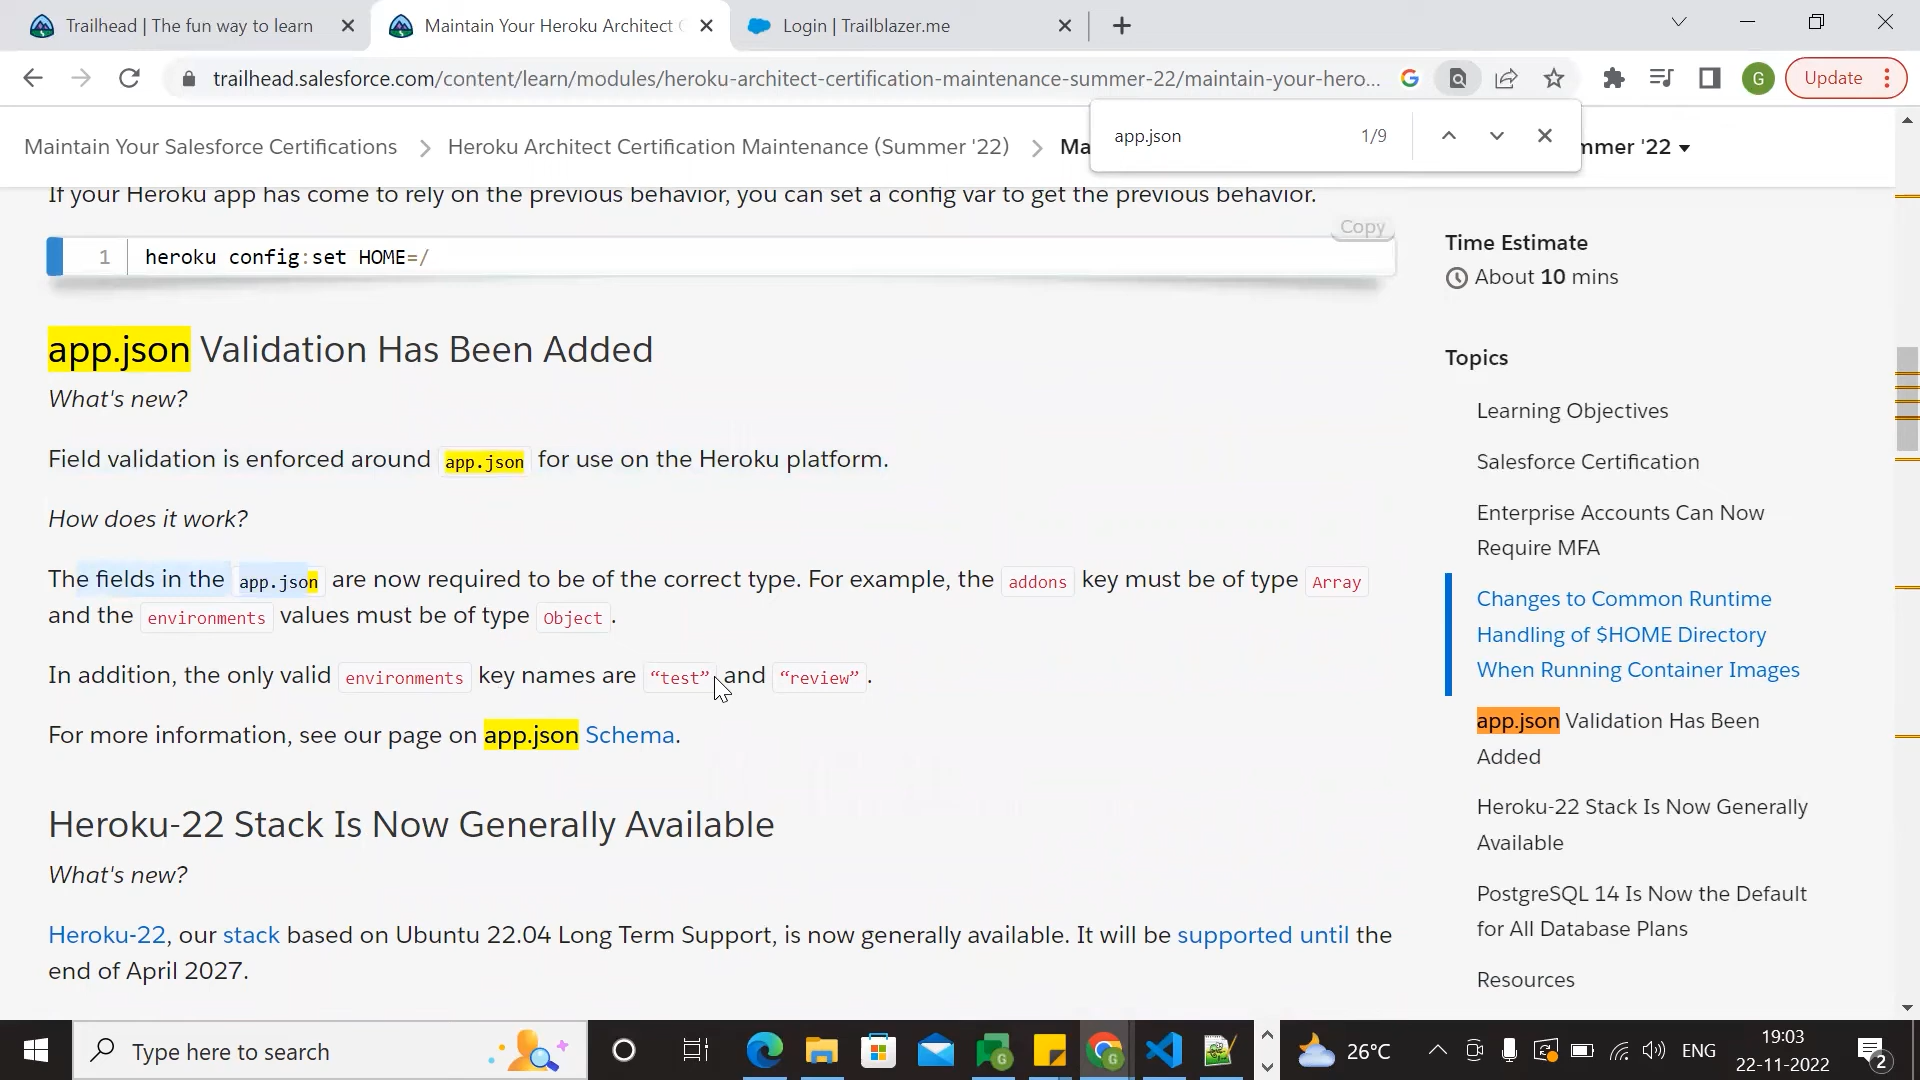 Trailhead | The fun way to learn
Maintain Your Heroku Architect C
Login | Trailblazer.me
trailhead.salesforce.com/content/learn/modules/heroku-architect-certification-maintenance-summer-22/maintain-your-hero...
G
Update
app.json
1/9
Maintain Your Salesforce Certifications
Heroku Architect Certification Maintenance (Summer '22)
Ma
mmer '22
If your Heroku app has come to rely on the previous behavior, you can set a config var to get the previous behavior.
Copy
1
heroku config:set HOME=/
app.json Validation Has Been Added
What's new?
Field validation is enforced around app.json for use on the Heroku platform.
How does it work?
The fields in the app.json are now required to be of the correct type. For example, the addons key must be of type Array
and the environments values must be of type Object.
In addition, the only valid environments key names are “test” and “review”.
For more information, see our page on app.json Schema.
Heroku-22 Stack Is Now Generally Available
What's new?
Heroku-22, our stack based on Ubuntu 22.04 Long Term Support, is now generally available. It will be supported until the
end of April 2027.
Time Estimate
About 10 mins
Topics
Learning Objectives
Salesforce Certification
Enterprise Accounts Can Now
Require MFA
Changes to Common Runtime
Handling of $HOME Directory
When Running Container Images
app.json Validation Has Been
Added
Heroku-22 Stack Is Now Generally
Available
PostgreSQL 14 Is Now the Default
for All Database Plans
Resources
Type here to search
26°C
ENG
19:03
22-11-2022
2